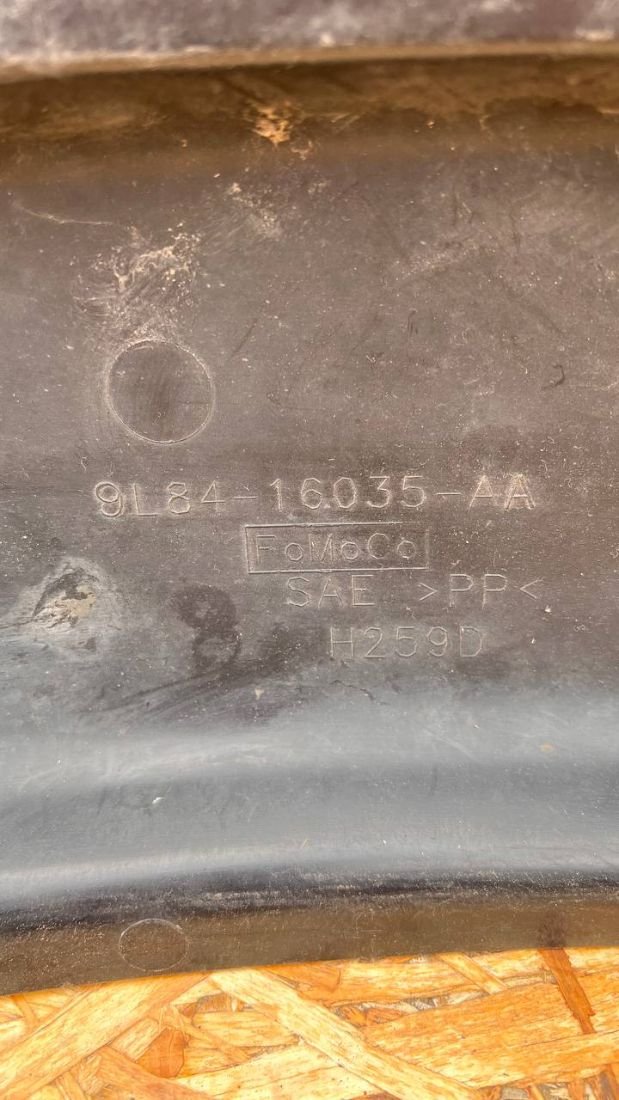 9L84-16035-AA
FoMoCo
SAE >PP<
H259D